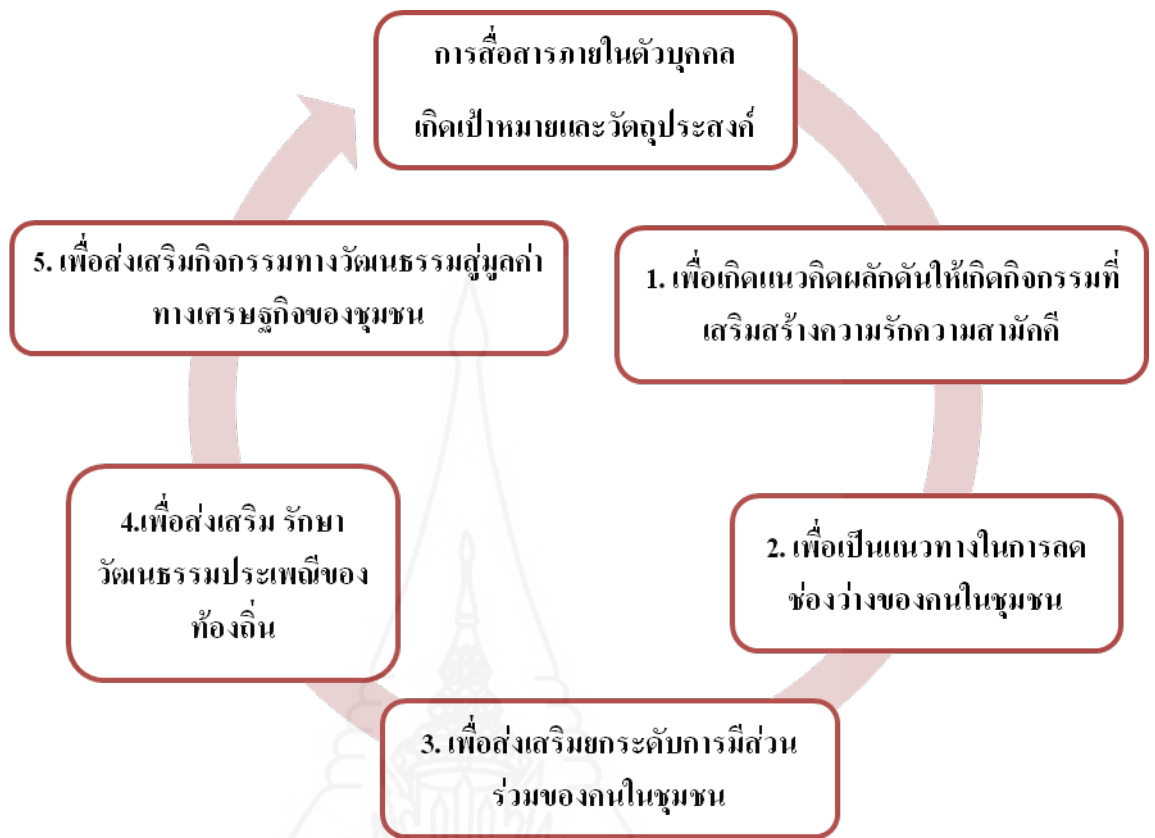 การสื่อสารภายในตัวบุคคล
เกิดเป้าหมายและวัตถุประสงค์
1. เพื่อเกิดแนวคิดผลักดันให้เกิดกิจกรรมที่
เสริมสร้างความรักความสามัคคี
2. เพื่อเป็นแนวทางในการลด
ช่องว่างของคนในชุมชน
3. เพื่อส่งเสริมยกระดับการมีส่วน
ร่วมของคนในชุมชน
4.เพื่อส่งเสริม รักษา
วัฒนธรรมประเพณีของ
ท้องถิ่น
5. เพื่อส่งเสริมกิจกรรมทางวัฒนธรรมสู่มูลค่า
ทางเศรษฐกิจของชุมชน